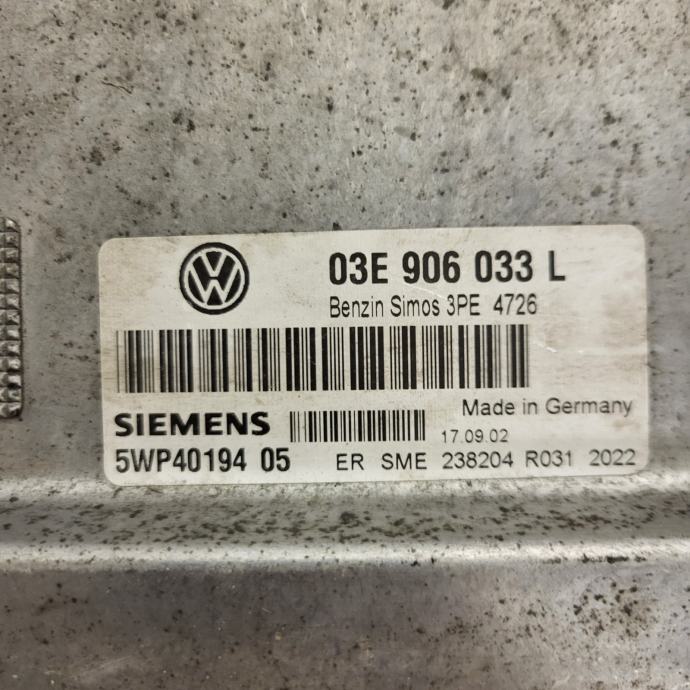 03E 906 033 L
Benzin Simos 3PE 4726
SIEMENS
Made in Germany
17.09.02
5WP40194 05
ER SME 238204 R031 2022